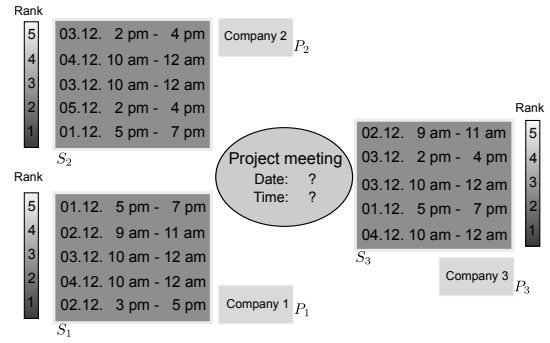 Rank
5
4
3
2
1
03.12. 2 pm - 4 pm
04.12. 10 am - 12 am
03.12. 10 am - 12 am
05.12. 2 pm - 4 pm
01.12. 5 pm - 7 pm
S2
Company 2
P2
Rank
5
4
3
2
1
01.12. 5 pm - 7 pm
02.12. 9 am - 11 am
03.12. 10 am - 12 am
04.12. 10 am - 12 am
02.12. 3 pm - 5 pm
S1
Company 1
P1
Project meeting
Date: ?
Time: ?
Rank
5
4
3
2
1
02.12. 9 am - 11 am
03.12. 2 pm - 4 pm
03.12. 10 am - 12 am
01.12. 5 pm - 7 pm
04.12. 10 am - 12 am
S3
Company 3
P3